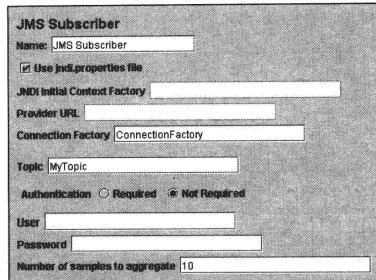 JMS Subscriber
Name: JMS Subscriber
Use jndi.properties file
JNDI Initial Context Factory
Provider URL
Connection Factory ConnectionFactory
Topic MyTopic
Authentication Required Not Required
User
Password
Number of samples to aggregate 10